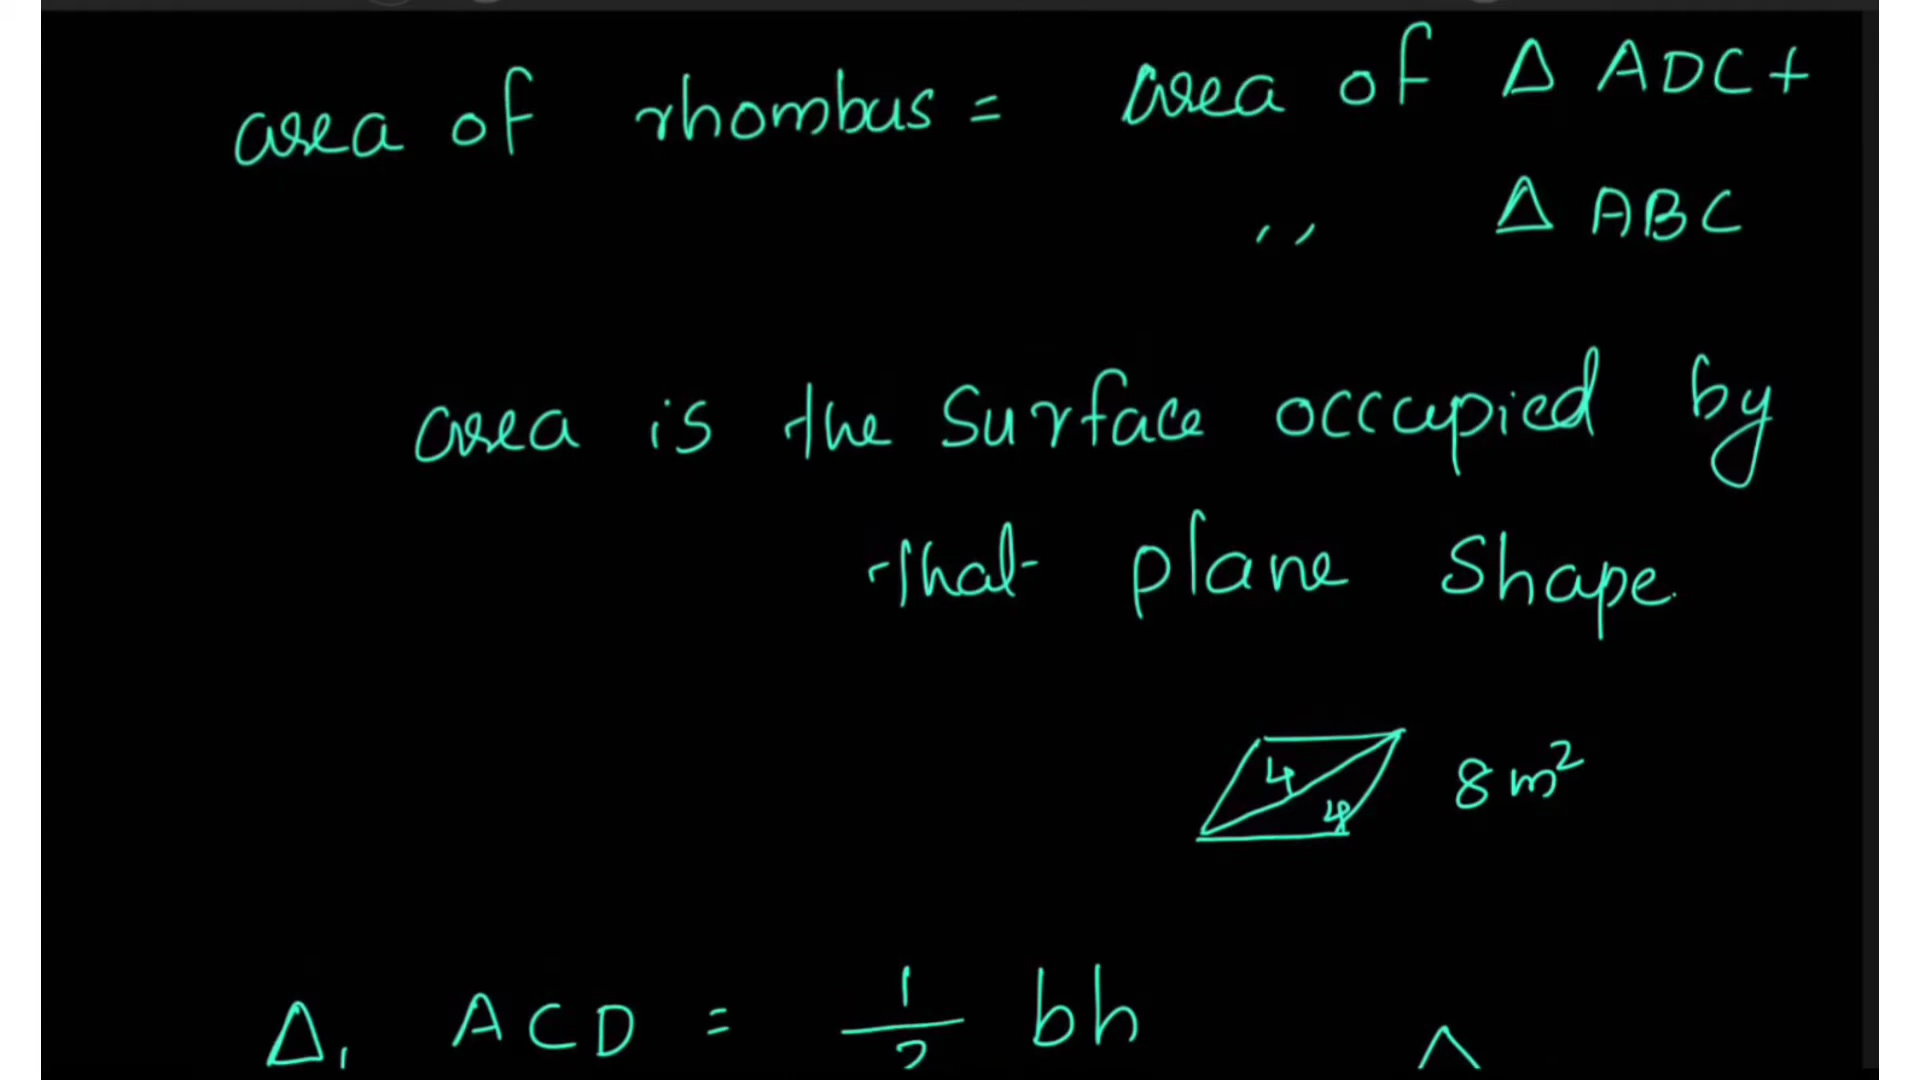 area of rhombus = area of Δ ADC +
,, Δ ABC
area is the surface occupied by
that plane shape.
4
4
8 m²
Δ₁ ACD = 1/2 bh